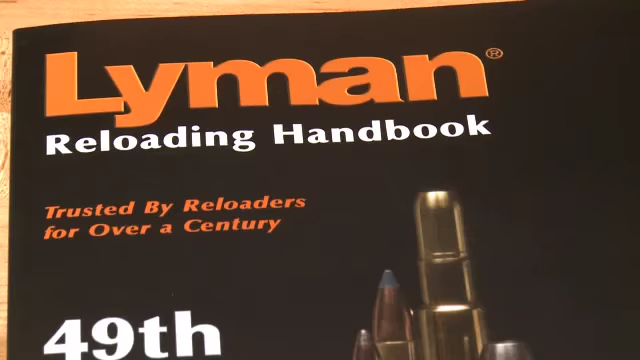 Lyman®
Reloading Handbook
Trusted By Reloaders
for Over a Century
49th